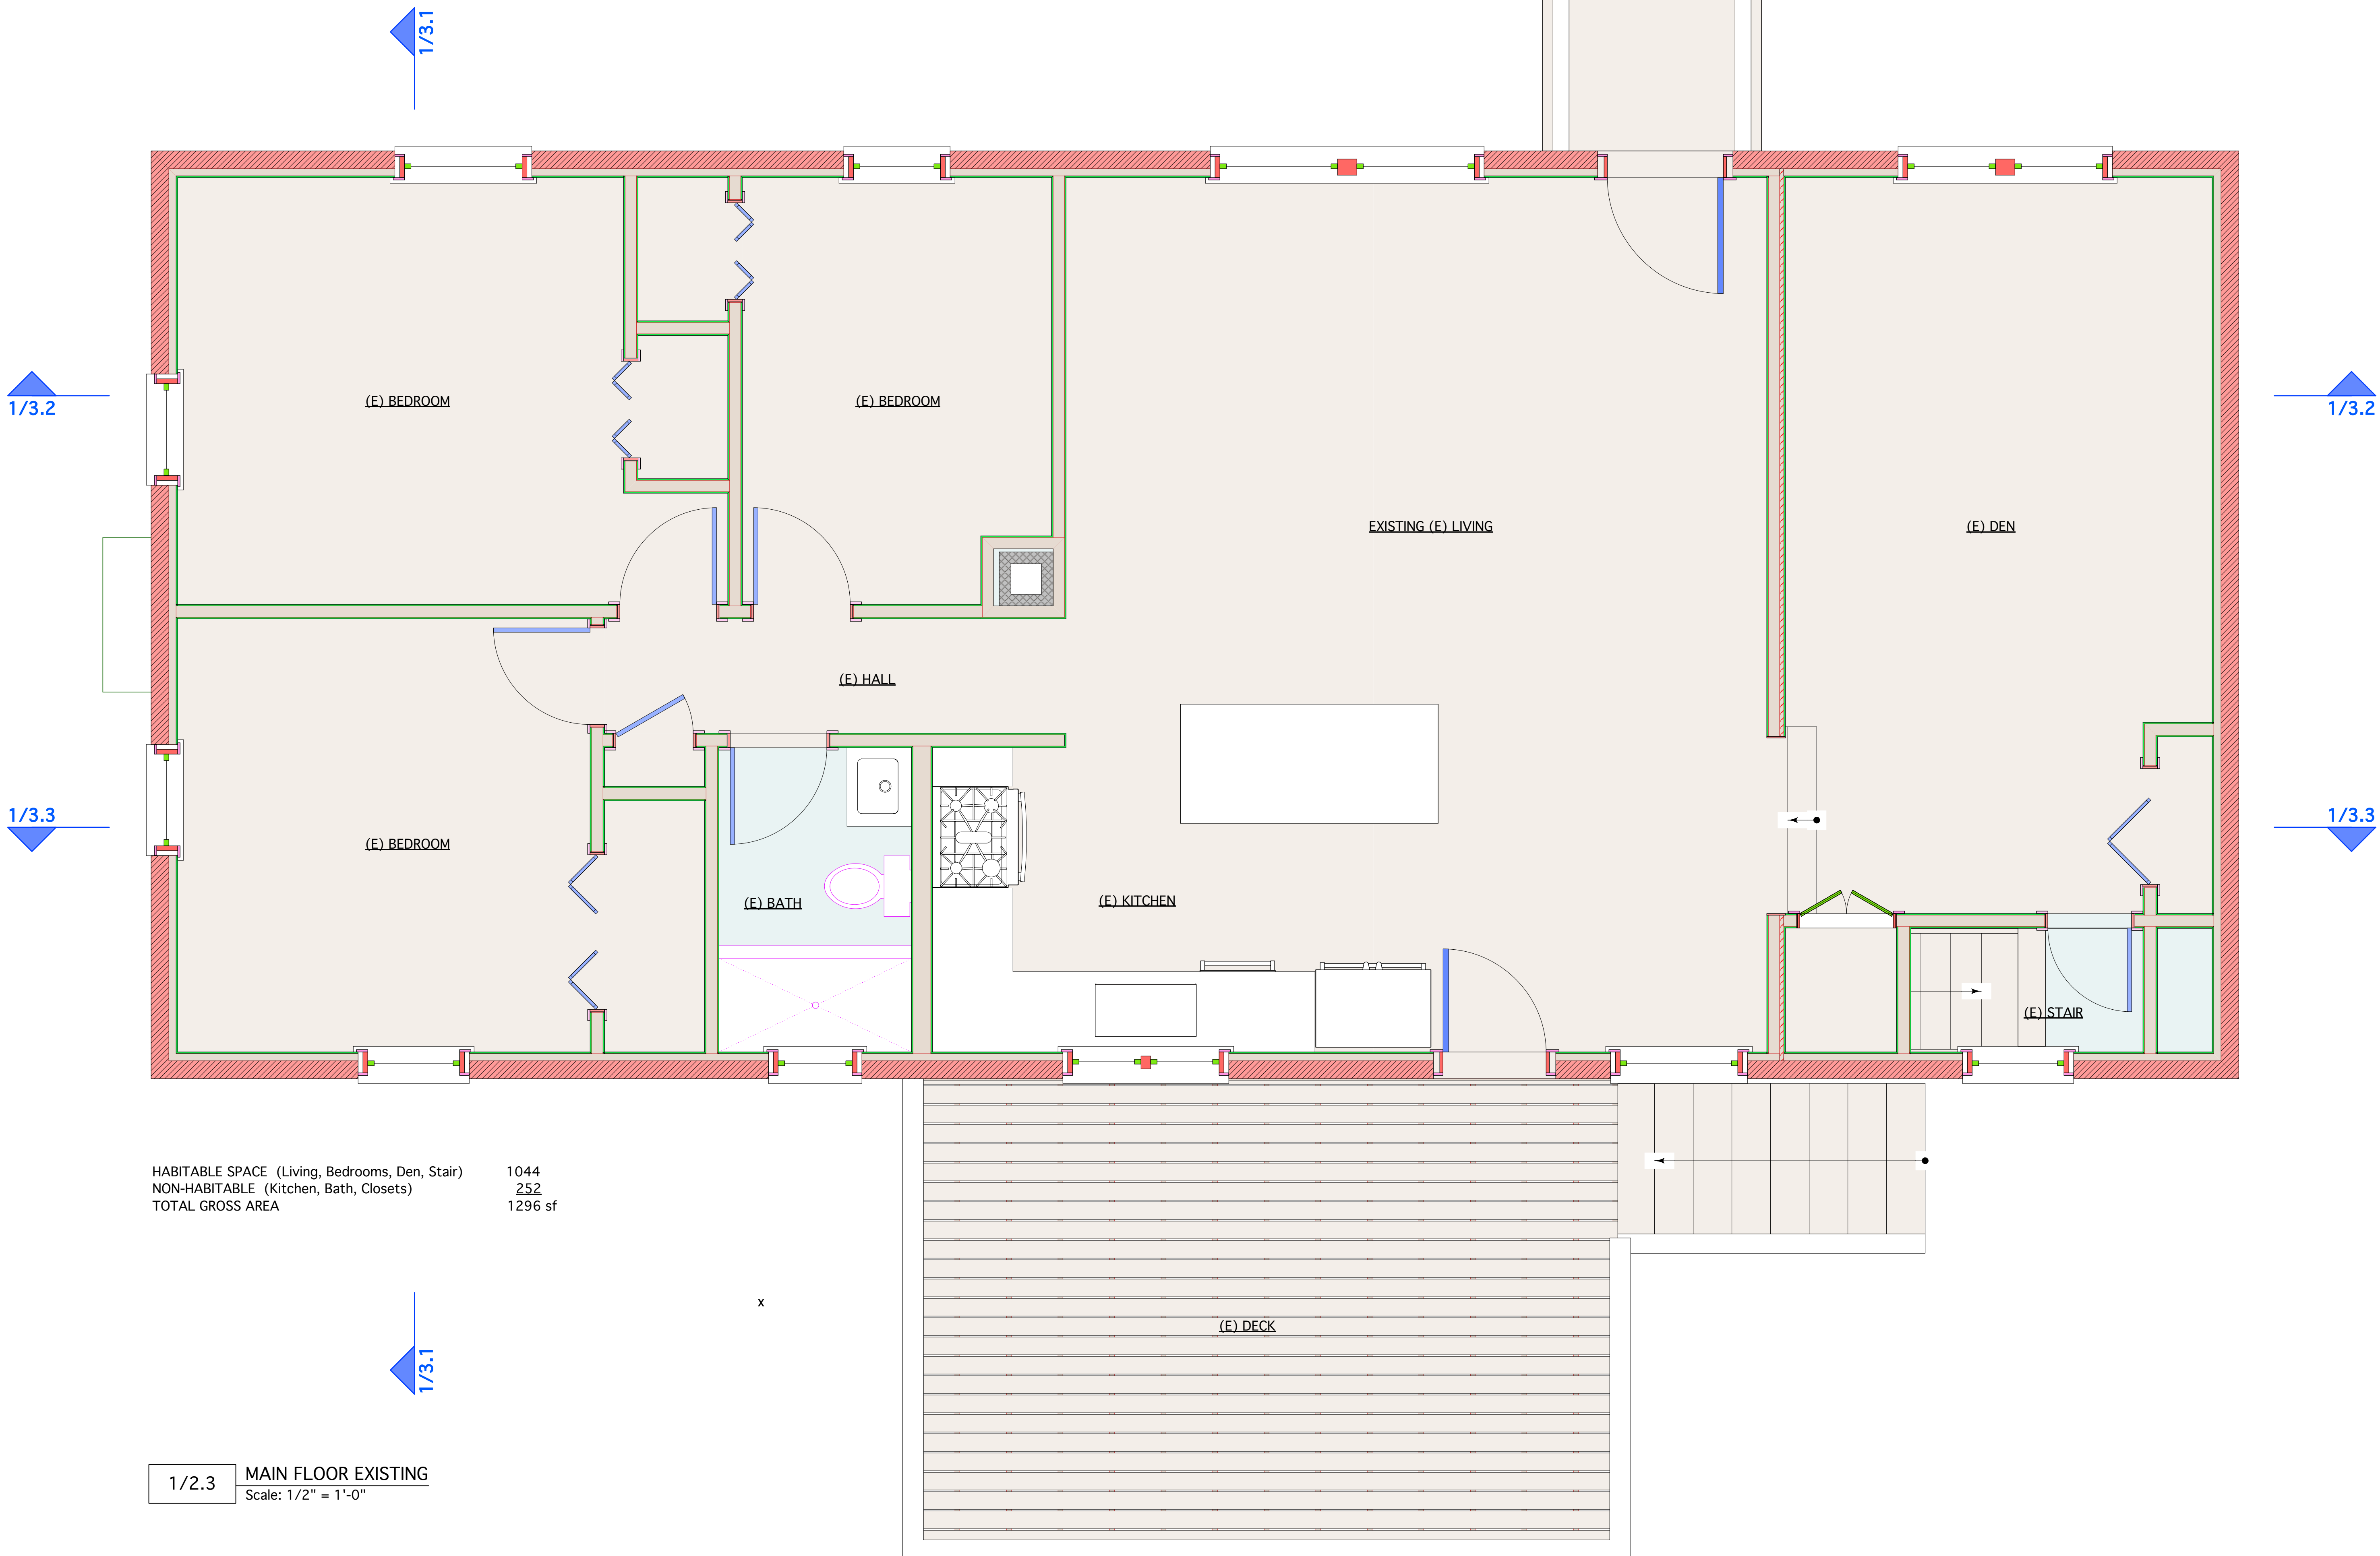 1/3.1
1/3.2
(E) BEDROOM
(E) BEDROOM
1/3.2
EXISTING (E) LIVING
(E) DEN
(E) HALL
1/3.3
1/3.3
(E) BEDROOM
(E) BATH
(E) KITCHEN
(E) STAIR
HABITABLE SPACE (Living, Bedrooms, Den, Stair) 1044
NON-HABITABLE (Kitchen, Bath, Closets) 252
TOTAL GROSS AREA 1296 sf
x
(E) DECK
1/3.1
1/2.3 MAIN FLOOR EXISTING
Scale: 1/2" = 1'-0"